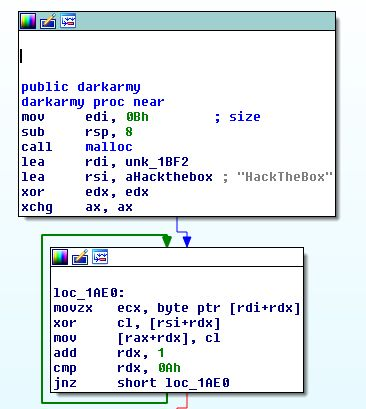 public darkarmy
darkarmy proc near
mov edi, 0Bh ; size
sub rsp, 8
call malloc
lea rdi, unk_1BF2
lea rsi, aHackthebox ; "HackTheBox"
xor edx, edx
xchg ax, ax
loc_1AE0:
movzx ecx, byte ptr [rdi+rdx]
xor cl, [rsi+rdx]
mov [rax+rdx], cl
add rdx, 1
cmp rdx, 0Ah
jnz short loc_1AE0